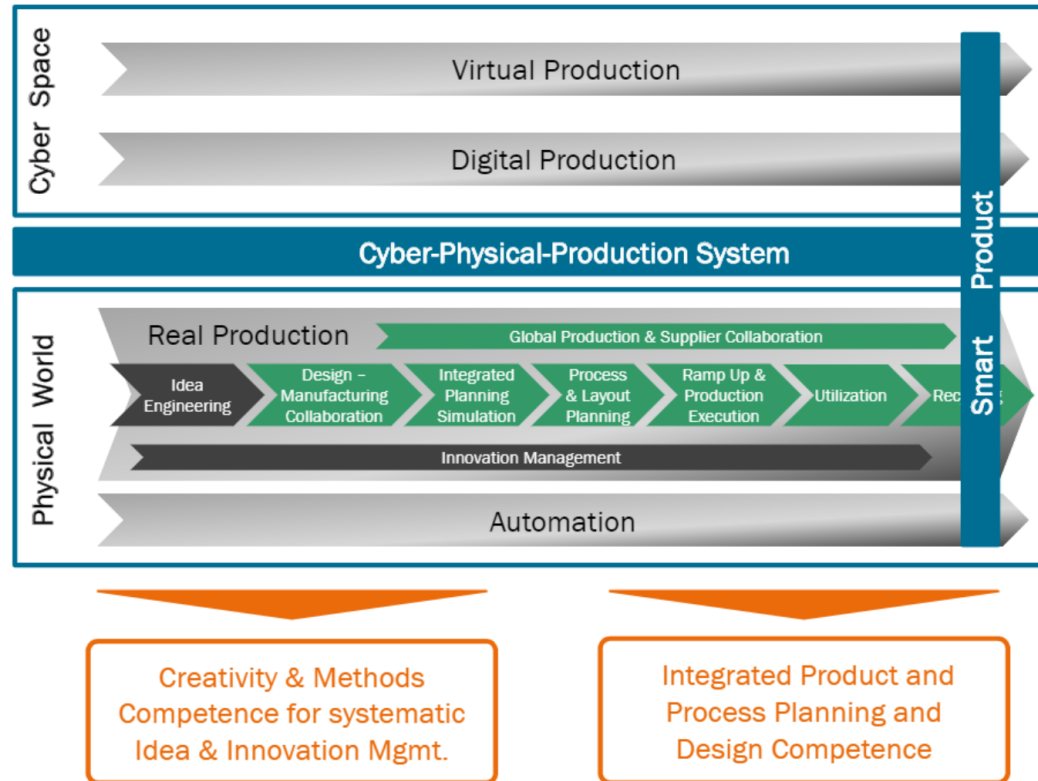 Cyber Space
Virtual Production
Digital Production
Cyber-Physical-Production System
Smart Product
Physical World
Real Production
Global Production & Supplier Collaboration
Idea
Engineering
Design –
Manufacturing
Collaboration
Integrated
Planning
Simulation
Process
& Layout
Planning
Ramp Up &
Production
Execution
Utilization
Innovation Management
Automation
Creativity & Methods
Competence for systematic
Idea & Innovation Mgmt.
Integrated Product and
Process Planning and
Design Competence